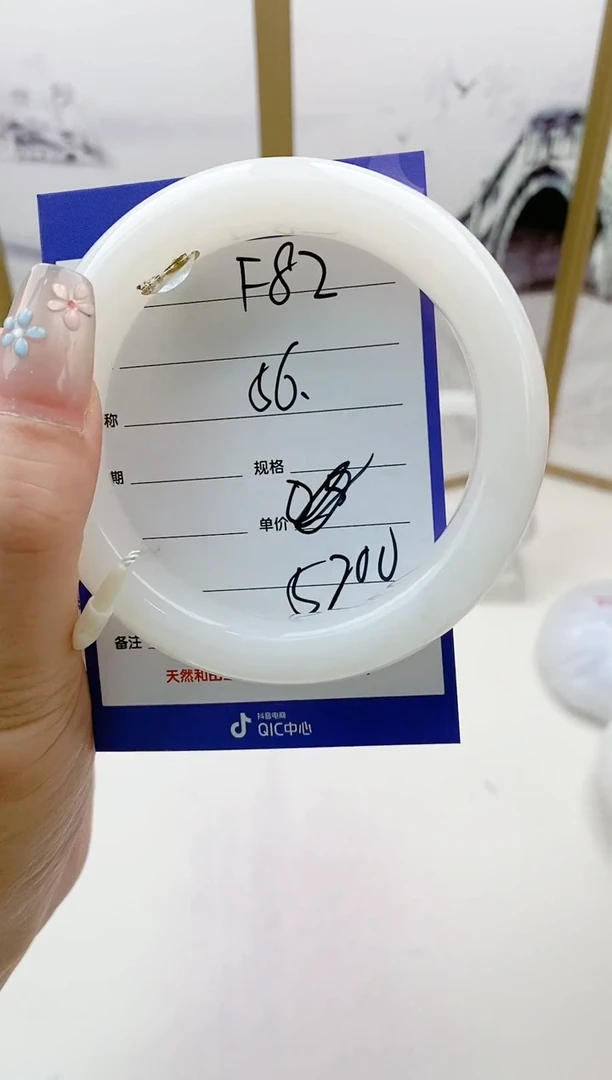 F82
56.
称
期 规格
单价
5700
备注
天然和田
抖音电商
QIC中心